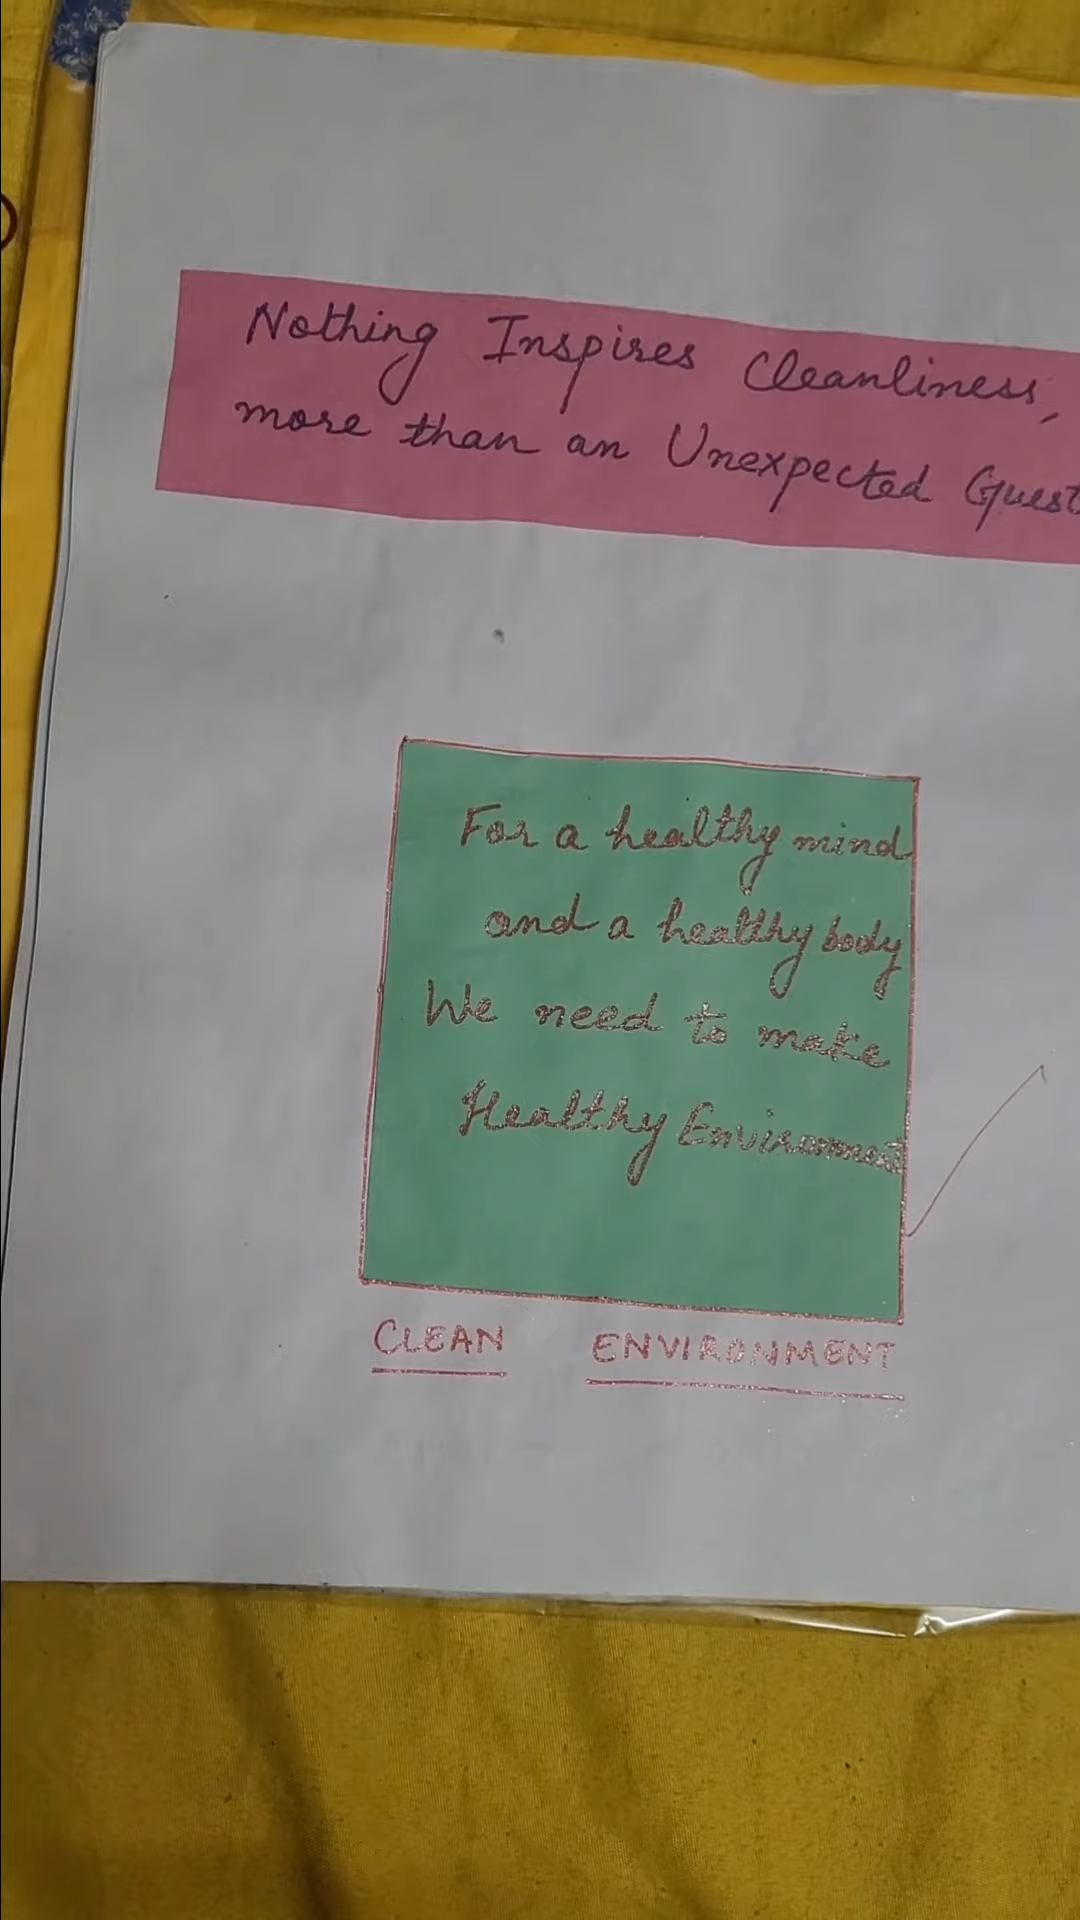 Nothing Inspires Cleanliness,
more than an Unexpected Guest
For a healthy mind
and a healthy body
We need to make
Healthy Environment
CLEAN ENVIRONMENT